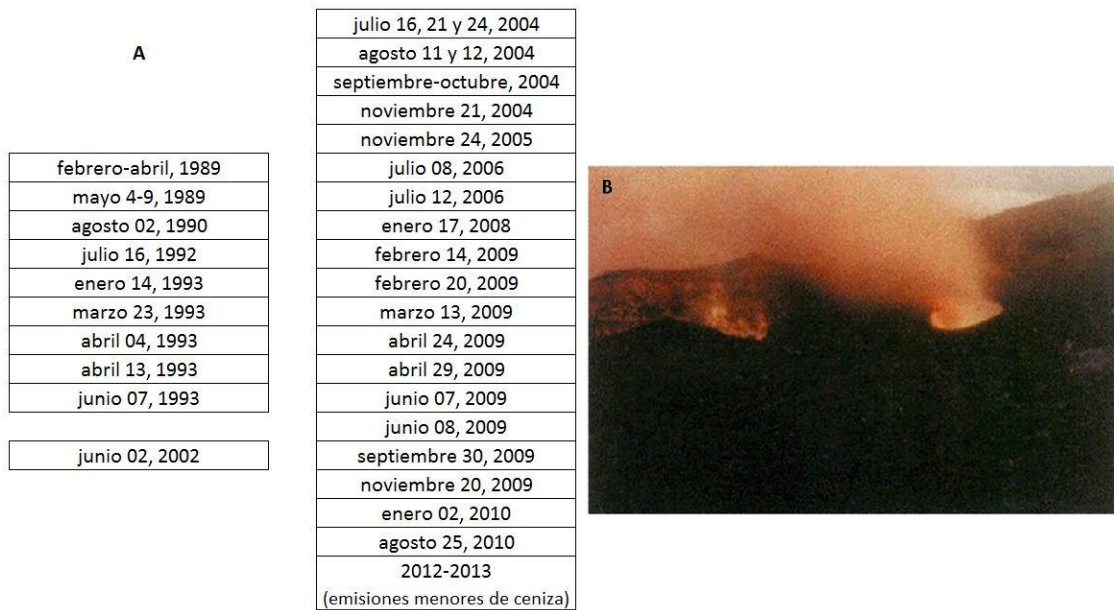 A
febrero-abril, 1989
mayo 4-9, 1989
agosto 02, 1990
julio 16, 1992
enero 14, 1993
marzo 23, 1993
abril 04, 1993
abril 13, 1993
junio 07, 1993
junio 02, 2002
julio 16, 21 y 24, 2004
agosto 11 y 12, 2004
septiembre-octubre, 2004
noviembre 21, 2004
noviembre 24, 2005
julio 08, 2006
julio 12, 2006
enero 17, 2008
febrero 14, 2009
febrero 20, 2009
marzo 13, 2009
abril 24, 2009
abril 29, 2009
junio 07, 2009
junio 08, 2009
septiembre 30, 2009
noviembre 20, 2009
enero 02, 2010
agosto 25, 2010
2012-2013
(emisiones menores de ceniza)
B